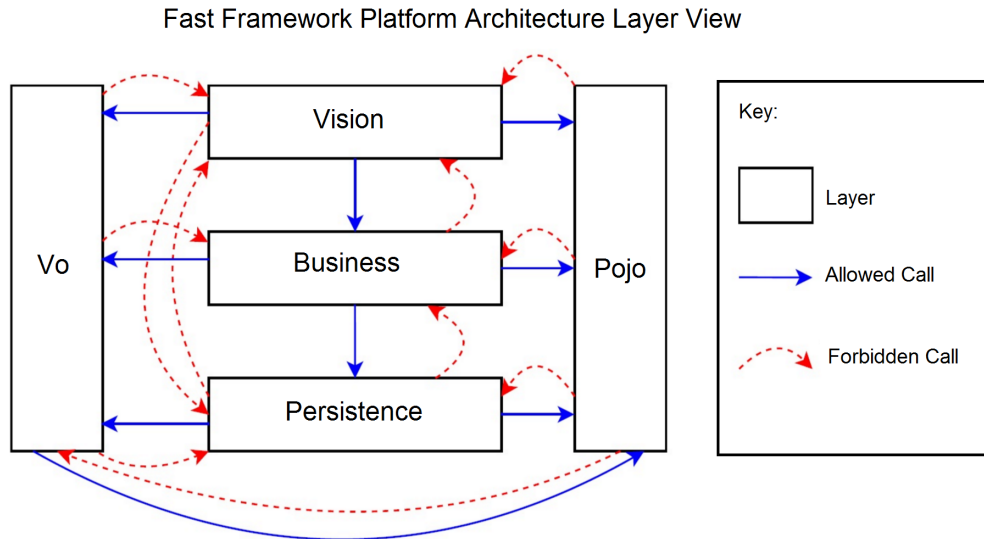 Fast Framework Platform Architecture Layer View
Vo
Vision
Business
Persistence
Pojo
Key:
Layer
Allowed Call
Forbidden Call